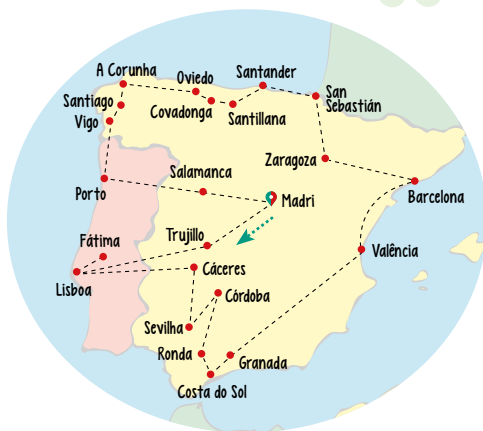 A Corunha
Oviedo
Santander
Santiago
Covadonga
Santillana
San
Sebastián
Vigo
Zaragoza
Salamanca
Porto
Madri
Barcelona
Fátima
Trujillo
Valência
Lisboa
Cáceres
Córdoba
Sevilha
Ronda
Granada
Costa do Sol